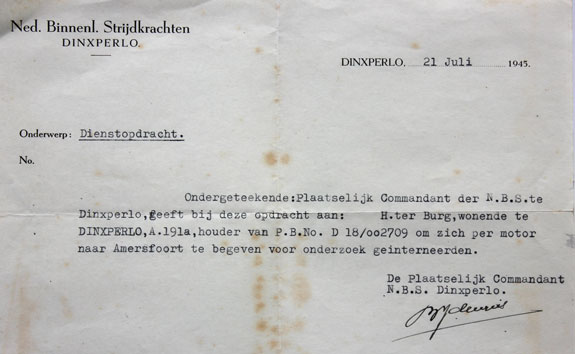 Ned. Binnenl. Strijdkrachten
DINXPERLO.
DINXPERLO, 21 Juli 1945.
Onderwerp: Dienstopdracht.
No.
Ondergeteekende:Plaatselijk Commandant der N.B.S.te
Dinxperlo,geeft bij deze opdracht aan: H.ter Burg,wonende te
DINXPERLO,A.191a,houder van P.B.No. D 18/oo2709 om zich per motor
naar Amersfoort te begeven voor onderzoek geinterneerden.
De Plaatselijk Commandant
N.B.S. Dinxperlo.